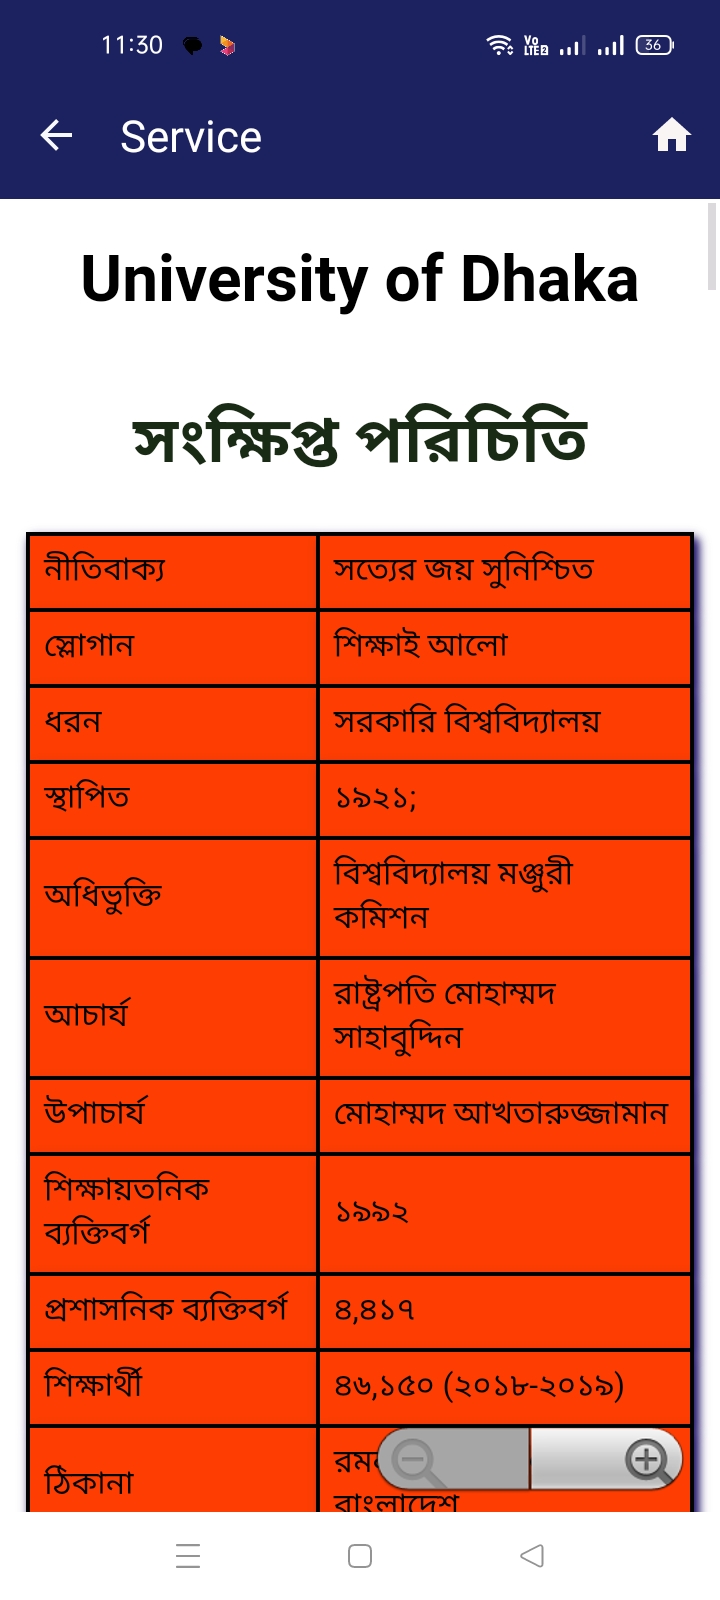 11:30
Vo
LTE2
36
Service
University of Dhaka
সংক্ষিপ্ত পরিচিতি
নীতিবাক্য সত্যের জয় সুনিশ্চিত
স্লোগান শিক্ষাই আলো
ধরন সরকারি বিশ্ববিদ্যালয়
স্থাপিত ১৯২১;
অধিভুক্তি বিশ্ববিদ্যালয় মঞ্জুরী
কমিশন
আচার্য রাষ্ট্রপতি মোহাম্মদ
সাহাবুদ্দিন
উপাচার্য মোহাম্মদ আখতারুজ্জামান
শিক্ষায়তনিক
ব্যক্তিবর্গ ১৯৯২
প্রশাসনিক ব্যক্তিবর্গ ৪,৪১৭
শিক্ষার্থী ৪৬,১৫০ (২০১৮-২০১৯)
ঠিকানা
বাংলাদেশ